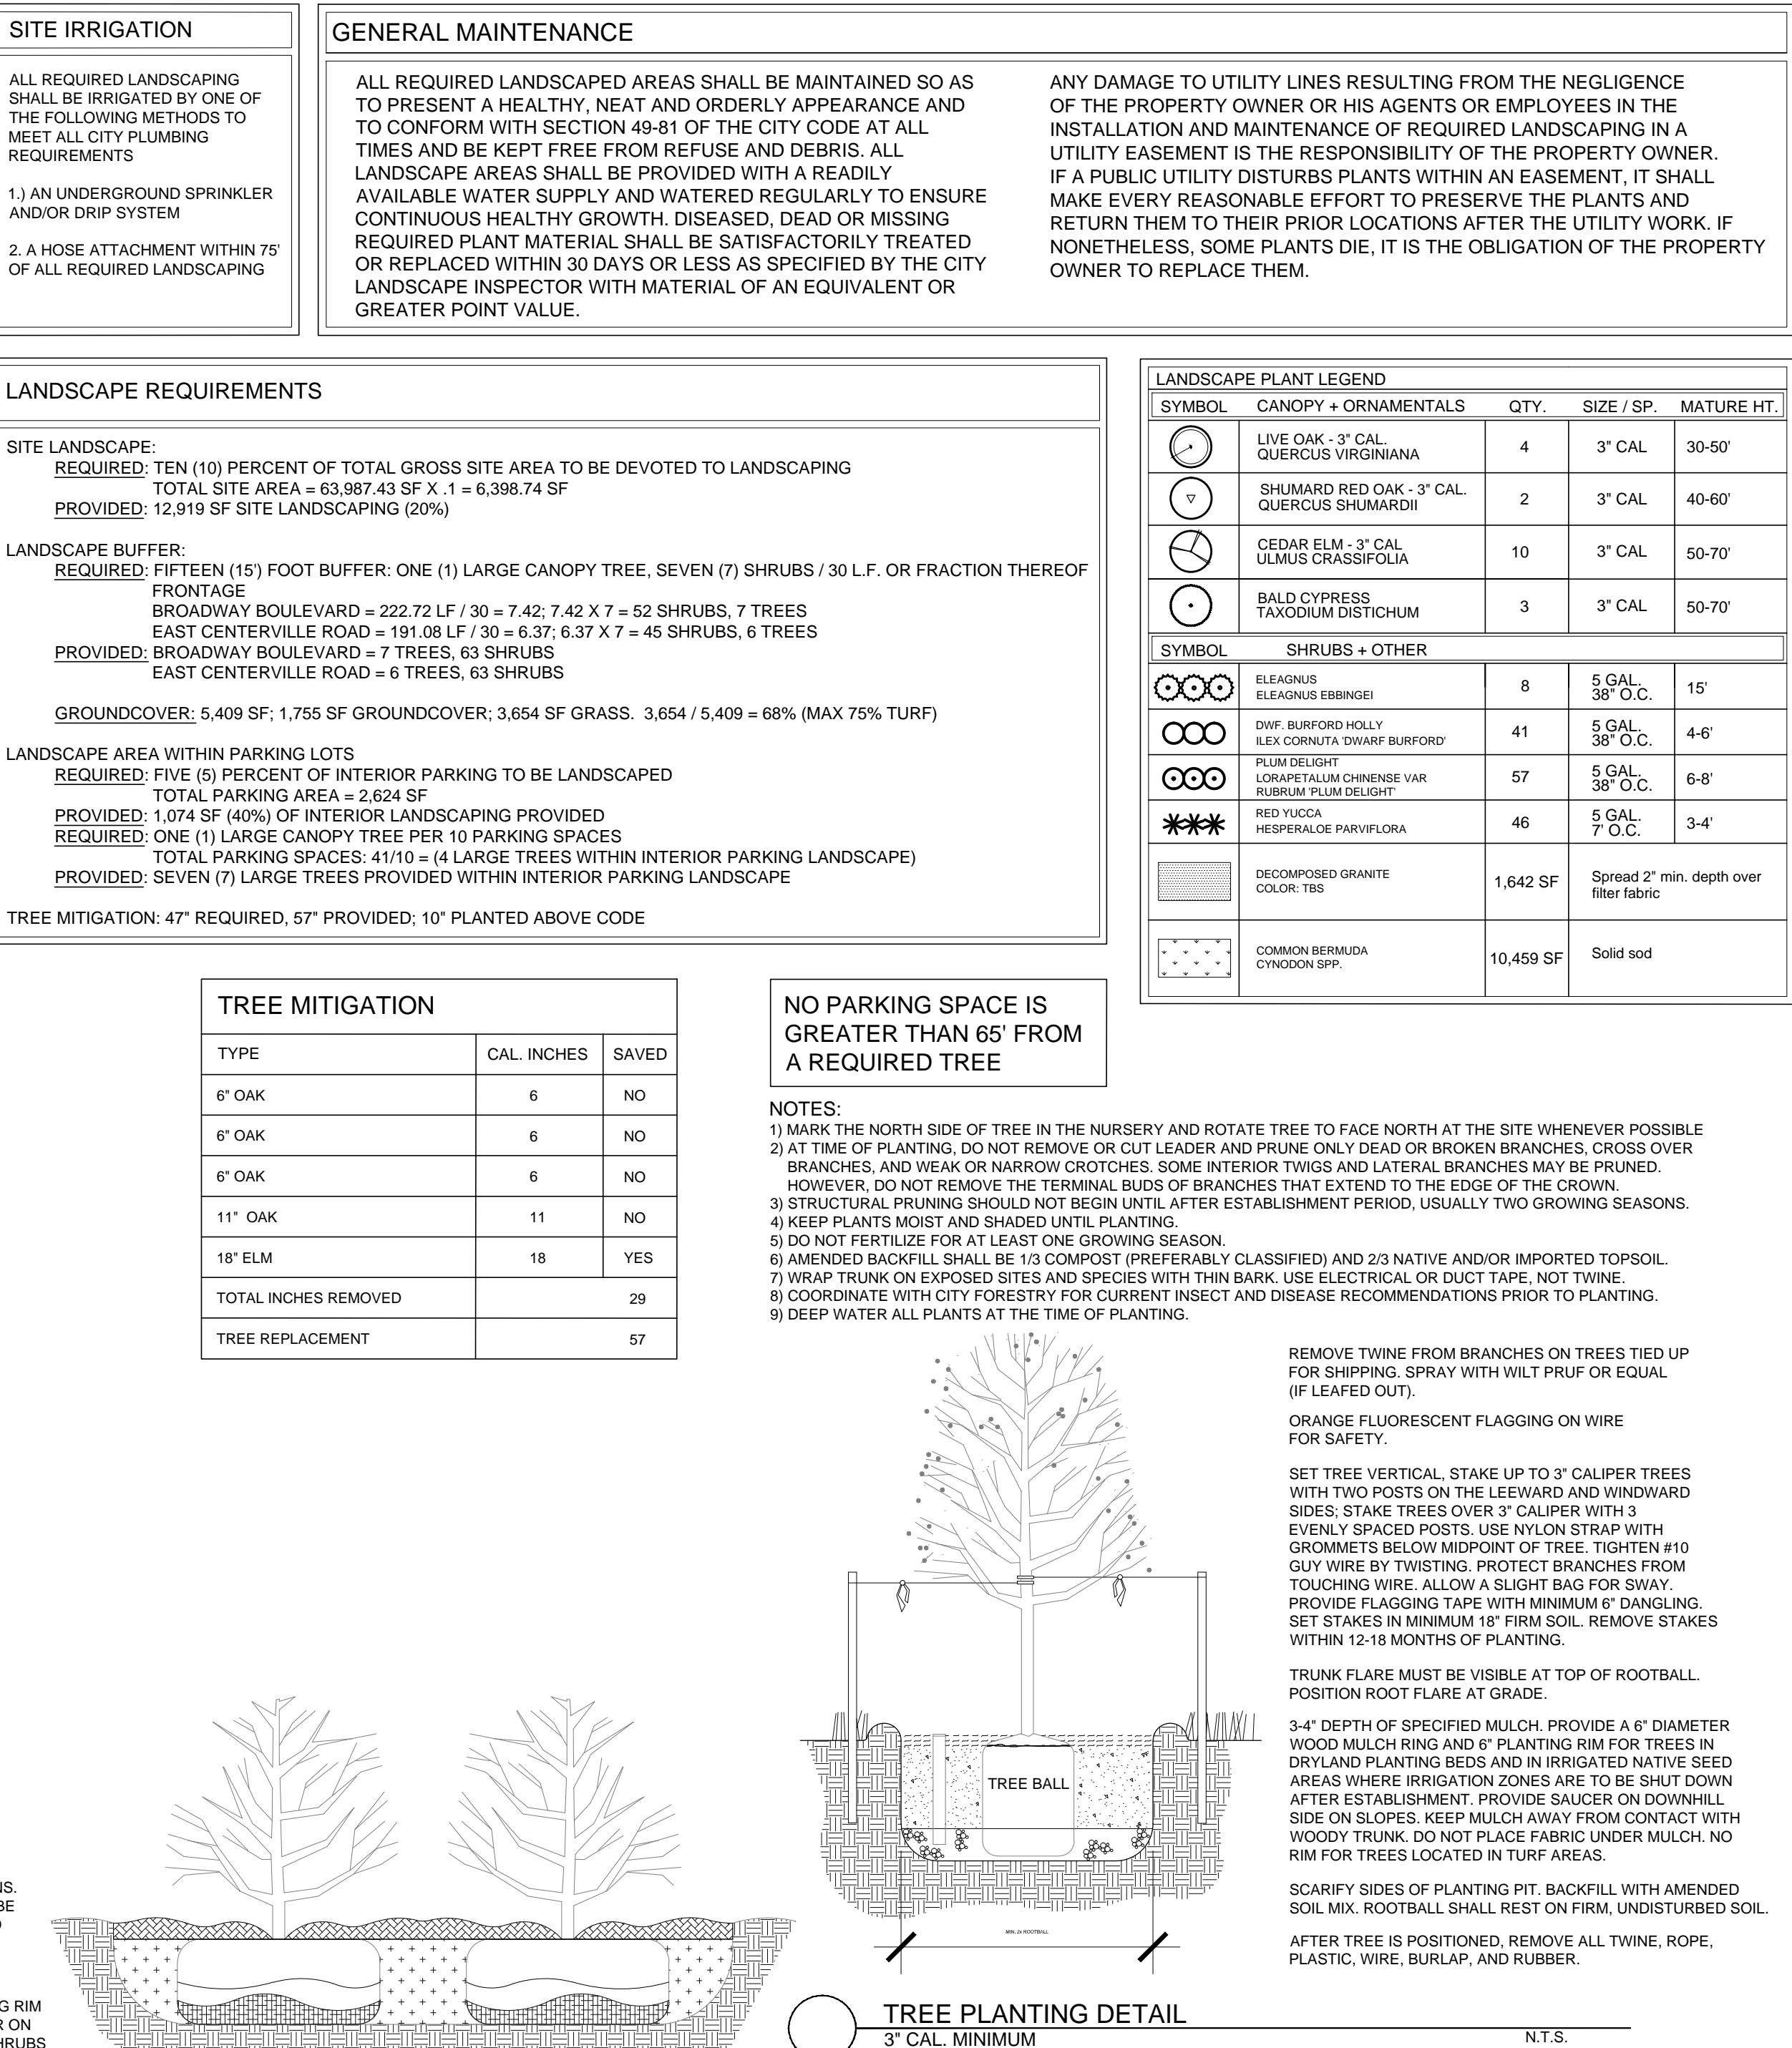 SITE IRRIGATION
ALL REQUIRED LANDSCAPING
SHALL BE IRRIGATED BY ONE OF
THE FOLLOWING METHODS TO
MEET ALL CITY PLUMBING
REQUIREMENTS
1.) AN UNDERGROUND SPRINKLER
AND/OR DRIP SYSTEM
2. A HOSE ATTACHMENT WITHIN 75'
OF ALL REQUIRED LANDSCAPING
GENERAL MAINTENANCE
ALL REQUIRED LANDSCAPED AREAS SHALL BE MAINTAINED SO AS
TO PRESENT A HEALTHY, NEAT AND ORDERLY APPEARANCE AND
TO CONFORM WITH SECTION 49-81 OF THE CITY CODE AT ALL
TIMES AND BE KEPT FREE FROM REFUSE AND DEBRIS. ALL
LANDSCAPE AREAS SHALL BE PROVIDED WITH A READILY
AVAILABLE WATER SUPPLY AND WATERED REGULARLY TO ENSURE
CONTINUOUS HEALTHY GROWTH. DISEASED, DEAD OR MISSING
REQUIRED PLANT MATERIAL SHALL BE SATISFACTORILY TREATED
OR REPLACED WITHIN 30 DAYS OR LESS AS SPECIFIED BY THE CITY
LANDSCAPE INSPECTOR WITH MATERIAL OF AN EQUIVALENT OR
GREATER POINT VALUE.
ANY DAMAGE TO UTILITY LINES RESULTING FROM THE NEGLIGENCE
OF THE PROPERTY OWNER OR HIS AGENTS OR EMPLOYEES IN THE
INSTALLATION AND MAINTENANCE OF REQUIRED LANDSCAPING IN A
UTILITY EASEMENT IS THE RESPONSIBILITY OF THE PROPERTY OWNER.
IF A PUBLIC UTILITY DISTURBS PLANTS WITHIN AN EASEMENT, IT SHALL
MAKE EVERY REASONABLE EFFORT TO PRESERVE THE PLANTS AND
RETURN THEM TO THEIR PRIOR LOCATIONS AFTER THE UTILITY WORK. IF
NONETHELESS, SOME PLANTS DIE, IT IS THE OBLIGATION OF THE PROPERTY
OWNER TO REPLACE THEM.
LANDSCAPE REQUIREMENTS
SITE LANDSCAPE:
REQUIRED: TEN (10) PERCENT OF TOTAL GROSS SITE AREA TO BE DEVOTED TO LANDSCAPING
TOTAL SITE AREA = 63,987.43 SF X .1 = 6,398.74 SF
PROVIDED: 12,919 SF SITE LANDSCAPING (20%)
LANDSCAPE BUFFER:
REQUIRED: FIFTEEN (15') FOOT BUFFER: ONE (1) LARGE CANOPY TREE, SEVEN (7) SHRUBS / 30 L.F. OR FRACTION THEREOF
FRONTAGE
BROADWAY BOULEVARD = 222.72 LF / 30 = 7.42; 7.42 X 7 = 52 SHRUBS, 7 TREES
EAST CENTERVILLE ROAD = 191.08 LF / 30 = 6.37; 6.37 X 7 = 45 SHRUBS, 6 TREES
PROVIDED: BROADWAY BOULEVARD = 7 TREES, 63 SHRUBS
EAST CENTERVILLE ROAD = 6 TREES, 63 SHRUBS
GROUNDCOVER: 5,409 SF; 1,755 SF GROUNDCOVER; 3,654 SF GRASS. 3,654 / 5,409 = 68% (MAX 75% TURF)
LANDSCAPE AREA WITHIN PARKING LOTS
REQUIRED: FIVE (5) PERCENT OF INTERIOR PARKING TO BE LANDSCAPED
TOTAL PARKING AREA = 2,624 SF
PROVIDED: 1,074 SF (40%) OF INTERIOR LANDSCAPING PROVIDED
REQUIRED: ONE (1) LARGE CANOPY TREE PER 10 PARKING SPACES
TOTAL PARKING SPACES: 41/10 = (4 LARGE TREES WITHIN INTERIOR PARKING LANDSCAPE)
PROVIDED: SEVEN (7) LARGE TREES PROVIDED WITHIN INTERIOR PARKING LANDSCAPE
TREE MITIGATION: 47" REQUIRED, 57" PROVIDED; 10" PLANTED ABOVE CODE
LANDSCAPE PLANT LEGEND
SYMBOL CANOPY + ORNAMENTALS QTY. SIZE / SP. MATURE HT.
LIVE OAK - 3" CAL.
QUERCUS VIRGINIANA 4 3" CAL 30-50'
SHUMARD RED OAK - 3" CAL.
QUERCUS SHUMARDII 2 3" CAL 40-60'
CEDAR ELM - 3" CAL
ULMUS CRASSIFOLIA 10 3" CAL 50-70'
BALD CYPRESS
TAXODIUM DISTICHUM 3 3" CAL 50-70'
SYMBOL SHRUBS + OTHER
ELEAGNUS
ELEAGNUS EBBINGEI 8 5 GAL.
38" O.C. 15'
DWF. BURFORD HOLLY
ILEX CORNUTA 'DWARF BURFORD' 41 5 GAL.
38" O.C. 4-6'
PLUM DELIGHT
LORAPETALUM CHINENSE VAR
RUBRUM 'PLUM DELIGHT' 57 5 GAL.
38" O.C. 6-8'
RED YUCCA
HESPERALOE PARVIFLORA 46 5 GAL.
7' O.C. 3-4'
DECOMPOSED GRANITE
COLOR: TBS 1,642 SF Spread 2" min. depth over
filter fabric
COMMON BERMUDA
CYNODON SPP. 10,459 SF Solid sod
TREE MITIGATION
TYPE CAL. INCHES SAVED
6" OAK 6 NO
6" OAK 6 NO
6" OAK 6 NO
11" OAK 11 NO
18" ELM 18 YES
TOTAL INCHES REMOVED 29
TREE REPLACEMENT 57
NO PARKING SPACE IS
GREATER THAN 65' FROM
A REQUIRED TREE
NOTES:
1) MARK THE NORTH SIDE OF TREE IN THE NURSERY AND ROTATE TREE TO FACE NORTH AT THE SITE WHENEVER POSSIBLE
2) AT TIME OF PLANTING, DO NOT REMOVE OR CUT LEADER AND PRUNE ONLY DEAD OR BROKEN BRANCHES, CROSS OVER
BRANCHES, AND WEAK OR NARROW CROTCHES. SOME INTERIOR TWIGS AND LATERAL BRANCHES MAY BE PRUNED.
HOWEVER, DO NOT REMOVE THE TERMINAL BUDS OF BRANCHES THAT EXTEND TO THE EDGE OF THE CROWN.
3) STRUCTURAL PRUNING SHOULD NOT BEGIN UNTIL AFTER ESTABLISHMENT PERIOD, USUALLY TWO GROWING SEASONS.
4) KEEP PLANTS MOIST AND SHADED UNTIL PLANTING.
5) DO NOT FERTILIZE FOR AT LEAST ONE GROWING SEASON.
6) AMENDED BACKFILL SHALL BE 1/3 COMPOST (PREFERABLY CLASSIFIED) AND 2/3 NATIVE AND/OR IMPORTED TOPSOIL.
7) WRAP TRUNK ON EXPOSED SITES AND SPECIES WITH THIN BARK. USE ELECTRICAL OR DUCT TAPE, NOT TWINE.
8) COORDINATE WITH CITY FORESTRY FOR CURRENT INSECT AND DISEASE RECOMMENDATIONS PRIOR TO PLANTING.
9) DEEP WATER ALL PLANTS AT THE TIME OF PLANTING.
REMOVE TWINE FROM BRANCHES ON TREES TIED UP
FOR SHIPPING. SPRAY WITH WILT PRUF OR EQUAL
(IF LEAFED OUT).
ORANGE FLUORESCENT FLAGGING ON WIRE
FOR SAFETY.
SET TREE VERTICAL, STAKE UP TO 3" CALIPER TREES
WITH TWO POSTS ON THE LEEWARD AND WINDWARD
SIDES; STAKE TREES OVER 3" CALIPER WITH 3
EVENLY SPACED POSTS. USE NYLON STRAP WITH
GROMMETS BELOW MIDPOINT OF TREE. TIGHTEN #10
GUY WIRE BY TWISTING. PROTECT BRANCHES FROM
TOUCHING WIRE. ALLOW A SLIGHT BAG FOR SWAY.
PROVIDE FLAGGING TAPE WITH MINIMUM 6" DANGLING.
SET STAKES IN MINIMUM 18" FIRM SOIL. REMOVE STAKES
WITHIN 12-18 MONTHS OF PLANTING.
TRUNK FLARE MUST BE VISIBLE AT TOP OF ROOTBALL.
POSITION ROOT FLARE AT GRADE.
3-4" DEPTH OF SPECIFIED MULCH. PROVIDE A 6" DIAMETER
WOOD MULCH RING AND 6" PLANTING RIM FOR TREES IN
DRYLAND PLANTING BEDS AND IN IRRIGATED NATIVE SEED
AREAS WHERE IRRIGATION ZONES ARE TO BE SHUT DOWN
AFTER ESTABLISHMENT. PROVIDE SAUCER ON DOWNHILL
SIDE ON SLOPES. KEEP MULCH AWAY FROM CONTACT WITH
WOODY TRUNK. DO NOT PLACE FABRIC UNDER MULCH. NO
RIM FOR TREES LOCATED IN TURF AREAS.
SCARIFY SIDES OF PLANTING PIT. BACKFILL WITH AMENDED
SOIL MIX. ROOTBALL SHALL REST ON FIRM, UNDISTURBED SOIL.
AFTER TREE IS POSITIONED, REMOVE ALL TWINE, ROPE,
PLASTIC, WIRE, BURLAP, AND RUBBER.
TREE BALL
MIN. 2x ROOTBALL
TREE PLANTING DETAIL
3" CAL. MINIMUM N.T.S.
BE
RIM
ON